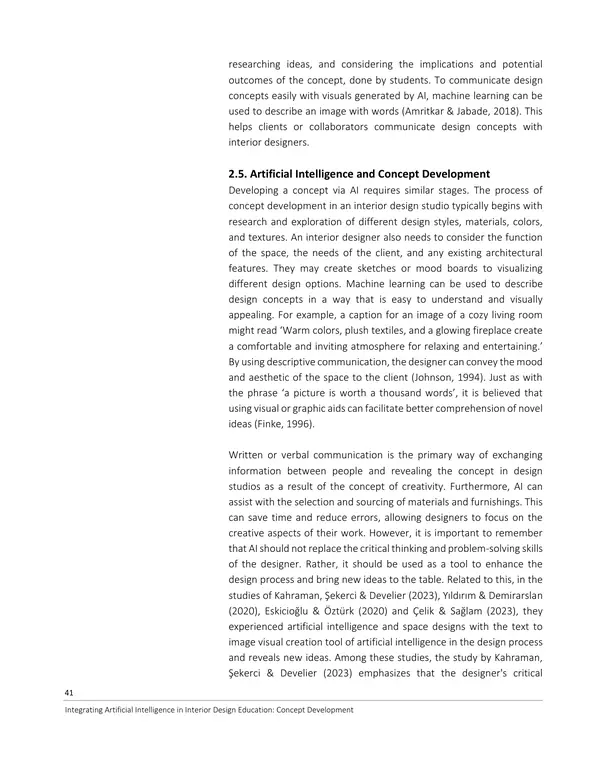 researching ideas, and considering the implications and potential
outcomes of the concept, done by students. To communicate design
concepts easily with visuals generated by AI, machine learning can be
used to describe an image with words (Amritkar & Jabade, 2018). This
helps clients or collaborators communicate design concepts with
interior designers.
2.5. Artificial Intelligence and Concept Development
Developing a concept via AI requires similar stages. The process of
concept development in an interior design studio typically begins with
research and exploration of different design styles, materials, colors,
and textures. An interior designer also needs to consider the function
of the space, the needs of the client, and any existing architectural
features. They may create sketches or mood boards to visualizing
different design options. Machine learning can be used to describe
design concepts in a way that is easy to understand and visually
appealing. For example, a caption for an image of a cozy living room
might read ‘Warm colors, plush textiles, and a glowing fireplace create
a comfortable and inviting atmosphere for relaxing and entertaining.’
By using descriptive communication, the designer can convey the mood
and aesthetic of the space to the client (Johnson, 1994). Just as with
the phrase ‘a picture is worth a thousand words’, it is believed that
using visual or graphic aids can facilitate better comprehension of novel
ideas (Finke, 1996).
Written or verbal communication is the primary way of exchanging
information between people and revealing the concept in design
studios as a result of the concept of creativity. Furthermore, AI can
assist with the selection and sourcing of materials and furnishings. This
can save time and reduce errors, allowing designers to focus on the
creative aspects of their work. However, it is important to remember
that AI should not replace the critical thinking and problem-solving skills
of the designer. Rather, it should be used as a tool to enhance the
design process and bring new ideas to the table. Related to this, in the
studies of Kahraman, Şekerci & Develier (2023), Yıldırım & Demirarslan
(2020), Eskicioğlu & Öztürk (2020) and Çelik & Sağlam (2023), they
experienced artificial intelligence and space designs with the text to
image visual creation tool of artificial intelligence in the design process
and reveals new ideas. Among these studies, the study by Kahraman,
Şekerci & Develier (2023) emphasizes that the designer's critical
41
Integrating Artificial Intelligence in Interior Design Education: Concept Development